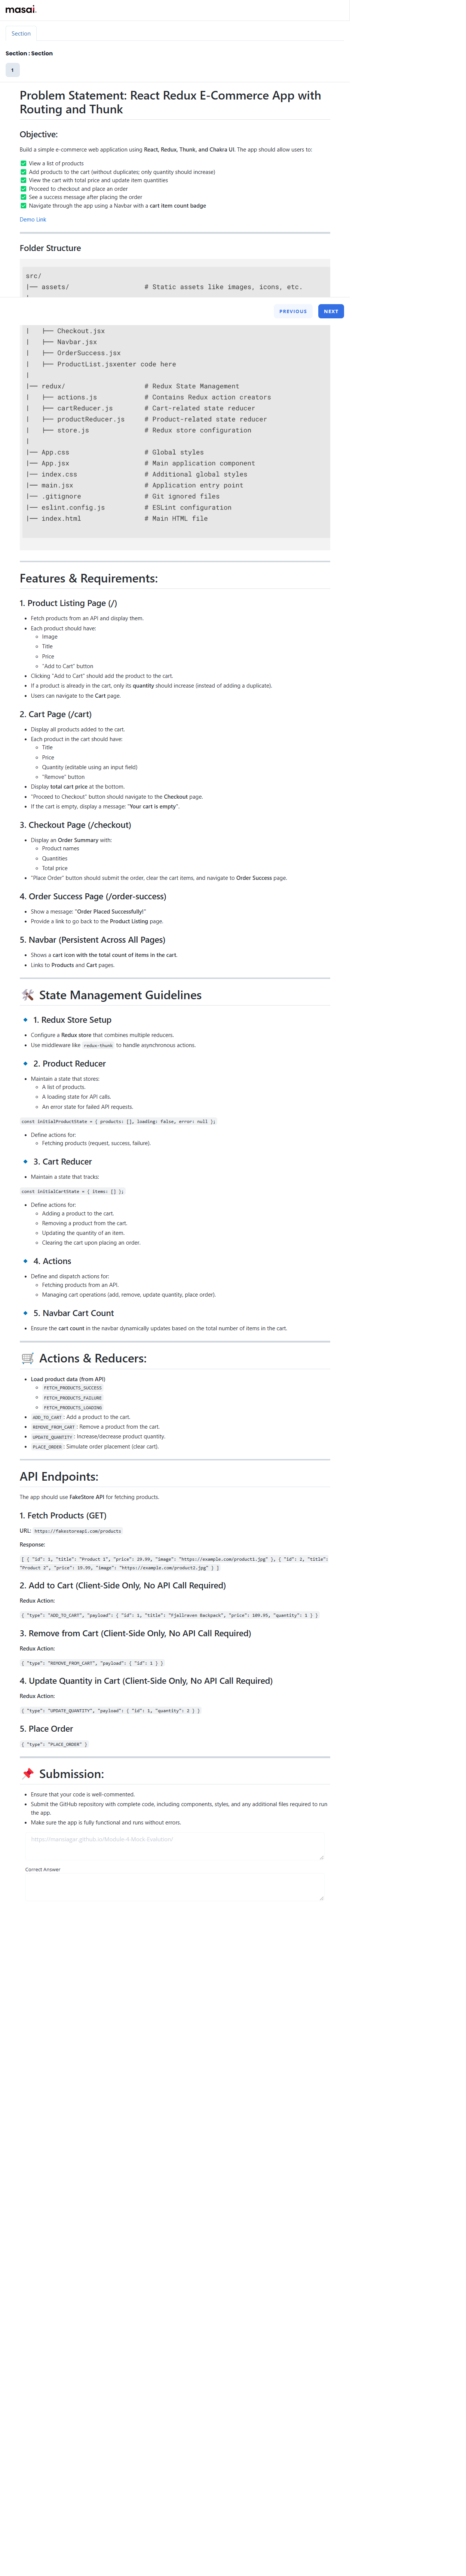 masai.
Section
Section : Section
1
Problem Statement: React Redux E-Commerce App with
Routing and Thunk
Objective:
Build a simple e-commerce web application using React, Redux, Thunk, and Chakra UI. The app should allow users to:
✅ View a list of products
✅ Add products to the cart (without duplicates; only quantity should increase)
✅ View the cart with total price and update item quantities
✅ Proceed to checkout and place an order
✅ See a success message after placing the order
✅ Navigate through the app using a Navbar with a cart item count badge
Demo Link
Folder Structure
src/
|── assets/ # Static assets like images, icons, etc.
PREVIOUS
NEXT
| ├── Checkout.jsx
| ├── Navbar.jsx
| ├── OrderSuccess.jsx
| ├── ProductList.jsxenter code here
|
|── redux/ # Redux State Management
| ├── actions.js # Contains Redux action creators
| ├── cartReducer.js # Cart-related state reducer
| ├── productReducer.js # Product-related state reducer
| ├── store.js # Redux store configuration
|
|── App.css # Global styles
|── App.jsx # Main application component
|── index.css # Additional global styles
|── main.jsx # Application entry point
|── .gitignore # Git ignored files
|── eslint.config.js # ESLint configuration
|── index.html # Main HTML file
Features & Requirements:
1. Product Listing Page (/)
• Fetch products from an API and display them.
• Each product should have:
○ Image
○ Title
○ Price
○ "Add to Cart" button
• Clicking "Add to Cart" should add the product to the cart.
• If a product is already in the cart, only its quantity should increase (instead of adding a duplicate).
• Users can navigate to the Cart page.
2. Cart Page (/cart)
• Display all products added to the cart.
• Each product in the cart should have:
○ Title
○ Price
○ Quantity (editable using an input field)
○ "Remove" button
• Display total cart price at the bottom.
• "Proceed to Checkout" button should navigate to the Checkout page.
• If the cart is empty, display a message: "Your cart is empty".
3. Checkout Page (/checkout)
• Display an Order Summary with:
○ Product names
○ Quantities
○ Total price
• "Place Order" button should submit the order, clear the cart items, and navigate to Order Success page.
4. Order Success Page (/order-success)
• Show a message: "Order Placed Successfully!"
• Provide a link to go back to the Product Listing page.
5. Navbar (Persistent Across All Pages)
• Shows a cart icon with the total count of items in the cart.
• Links to Products and Cart pages.
🛠️ State Management Guidelines
🔹 1. Redux Store Setup
• Configure a Redux store that combines multiple reducers.
• Use middleware like redux-thunk to handle asynchronous actions.
🔹 2. Product Reducer
• Maintain a state that stores:
○ A list of products.
○ A loading state for API calls.
○ An error state for failed API requests.
const initialProductState = { products: [], loading: false, error: null };
• Define actions for:
○ Fetching products (request, success, failure).
🔹 3. Cart Reducer
• Maintain a state that tracks:
const initialCartState = { items: [] };
• Define actions for:
○ Adding a product to the cart.
○ Removing a product from the cart.
○ Updating the quantity of an item.
○ Clearing the cart upon placing an order.
🔹 4. Actions
• Define and dispatch actions for:
○ Fetching products from an API.
○ Managing cart operations (add, remove, update quantity, place order).
🔹 5. Navbar Cart Count
• Ensure the cart count in the navbar dynamically updates based on the total number of items in the cart.
🛒 Actions & Reducers:
• Load product data (from API)
○ FETCH_PRODUCTS_SUCCESS
○ FETCH_PRODUCTS_FAILURE
○ FETCH_PRODUCTS_LOADING
• ADD_TO_CART : Add a product to the cart.
• REMOVE_FROM_CART : Remove a product from the cart.
• UPDATE_QUANTITY : Increase/decrease product quantity.
• PLACE_ORDER : Simulate order placement (clear cart).
API Endpoints:
The app should use FakeStore API for fetching products.
1. Fetch Products (GET)
URL: https://fakestoreapi.com/products
Response:
[ { "id": 1, "title": "Product 1", "price": 29.99, "image": "https://example.com/product1.jpg" }, { "id": 2, "title":
"Product 2", "price": 19.99, "image": "https://example.com/product2.jpg" } ]
2. Add to Cart (Client-Side Only, No API Call Required)
Redux Action:
{ "type": "ADD_TO_CART", "payload": { "id": 1, "title": "Fjallraven Backpack", "price": 109.95, "quantity": 1 } }
3. Remove from Cart (Client-Side Only, No API Call Required)
Redux Action:
{ "type": "REMOVE_FROM_CART", "payload": { "id": 1 } }
4. Update Quantity in Cart (Client-Side Only, No API Call Required)
Redux Action:
{ "type": "UPDATE_QUANTITY", "payload": { "id": 1, "quantity": 2 } }
5. Place Order
{ "type": "PLACE_ORDER" }
📌 Submission:
• Ensure that your code is well-commented.
• Submit the GitHub repository with complete code, including components, styles, and any additional files required to run
the app.
• Make sure the app is fully functional and runs without errors.
Correct Answer